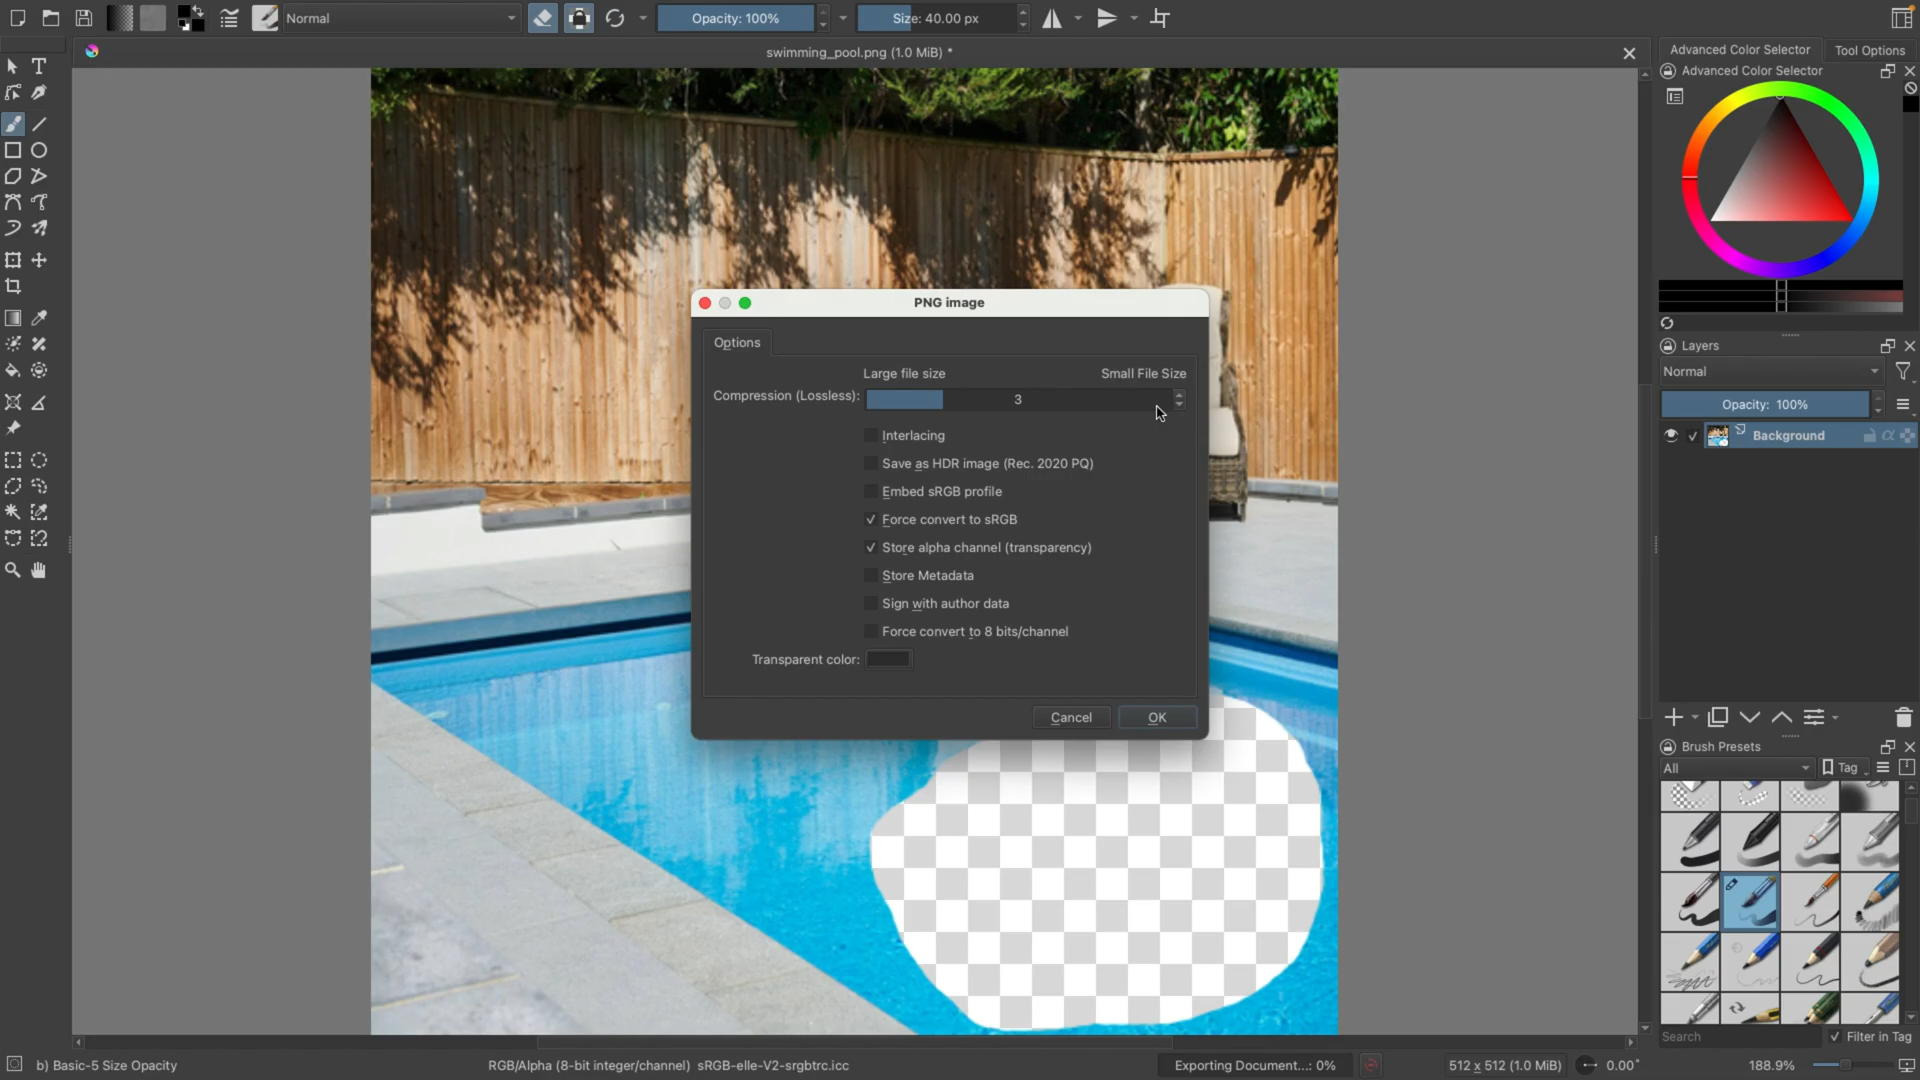 Normal
Opacity: 100%
Size: 40.00 px
swimming_pool.png (1.0 MiB) *
Advanced Color Selector
Tool Options
Advanced Color Selector
PNG image
Options
Large file size
Small File Size
Compression (Lossless):
3
Interlacing
Save as HDR image (Rec. 2020 PQ)
Embed sRGB profile
Force convert to sRGB
Store alpha channel (transparency)
Store Metadata
Sign with author data
Force convert to 8 bits/channel
Transparent color:
Cancel
OK
Layers
Normal
Opacity: 100%
Background
Brush Presets
All
Tag
Search
Filter in Tag
b) Basic-5 Size Opacity
RGB/Alpha (8-bit integer/channel) sRGB-elle-V2-srgbtrc.icc
Exporting Document...: 0%
512 x 512 (1.0 MiB)
0.00°
188.9%